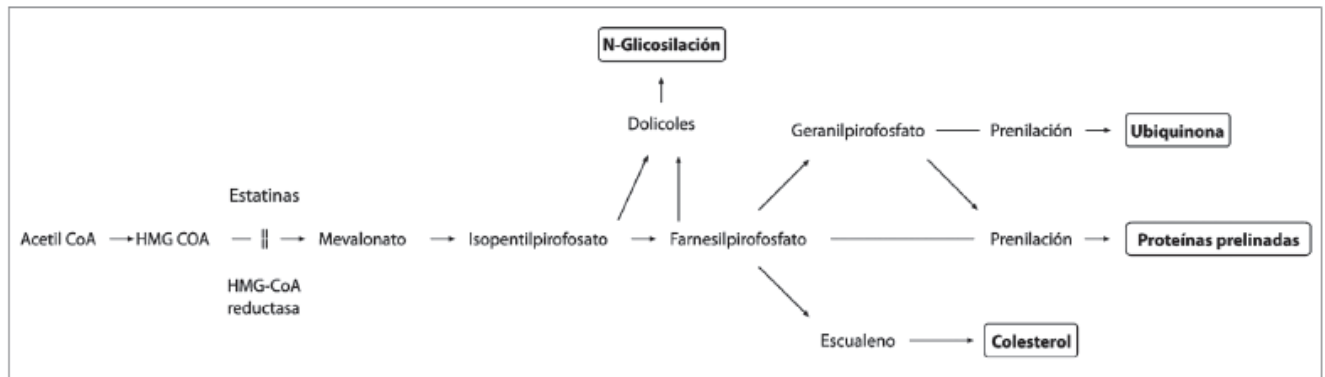 N-Glicosilación
Dolicoles
Geranilpirofosfato
Prenilación
Ubiquinona
Estatinas
Acetil CoA
HMG COA
Mevalonato
Isopentilpirofosato
Farnesilpirofosfato
Prenilación
Proteínas prelinadas
HMG-CoA
reductasa
Escualeno
Colesterol